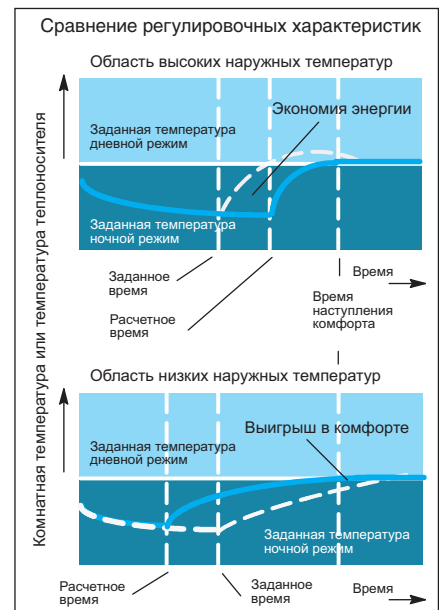 Сравнение регулировочных характеристик
Комнатная температура или температура теплоносителя
Область высоких наружных температур
Экономия энергии
Заданная температура
дневной режим
Заданная температура
ночной режим
Заданное
время
Расчетное
время
Время
Время
наступления
комфорта
Область низких наружных температур
Выигрыш в комфорте
Заданная температура
дневной режим
Заданная температура
ночной режим
Расчетное
время
Заданное
время
Время